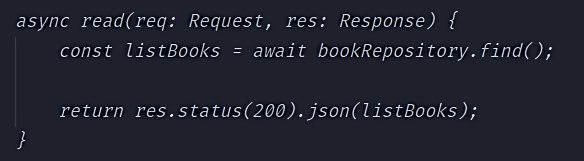 async read(req: Request, res: Response) {
    const listBooks = await bookRepository.find();

    return res.status(200).json(listBooks);
}